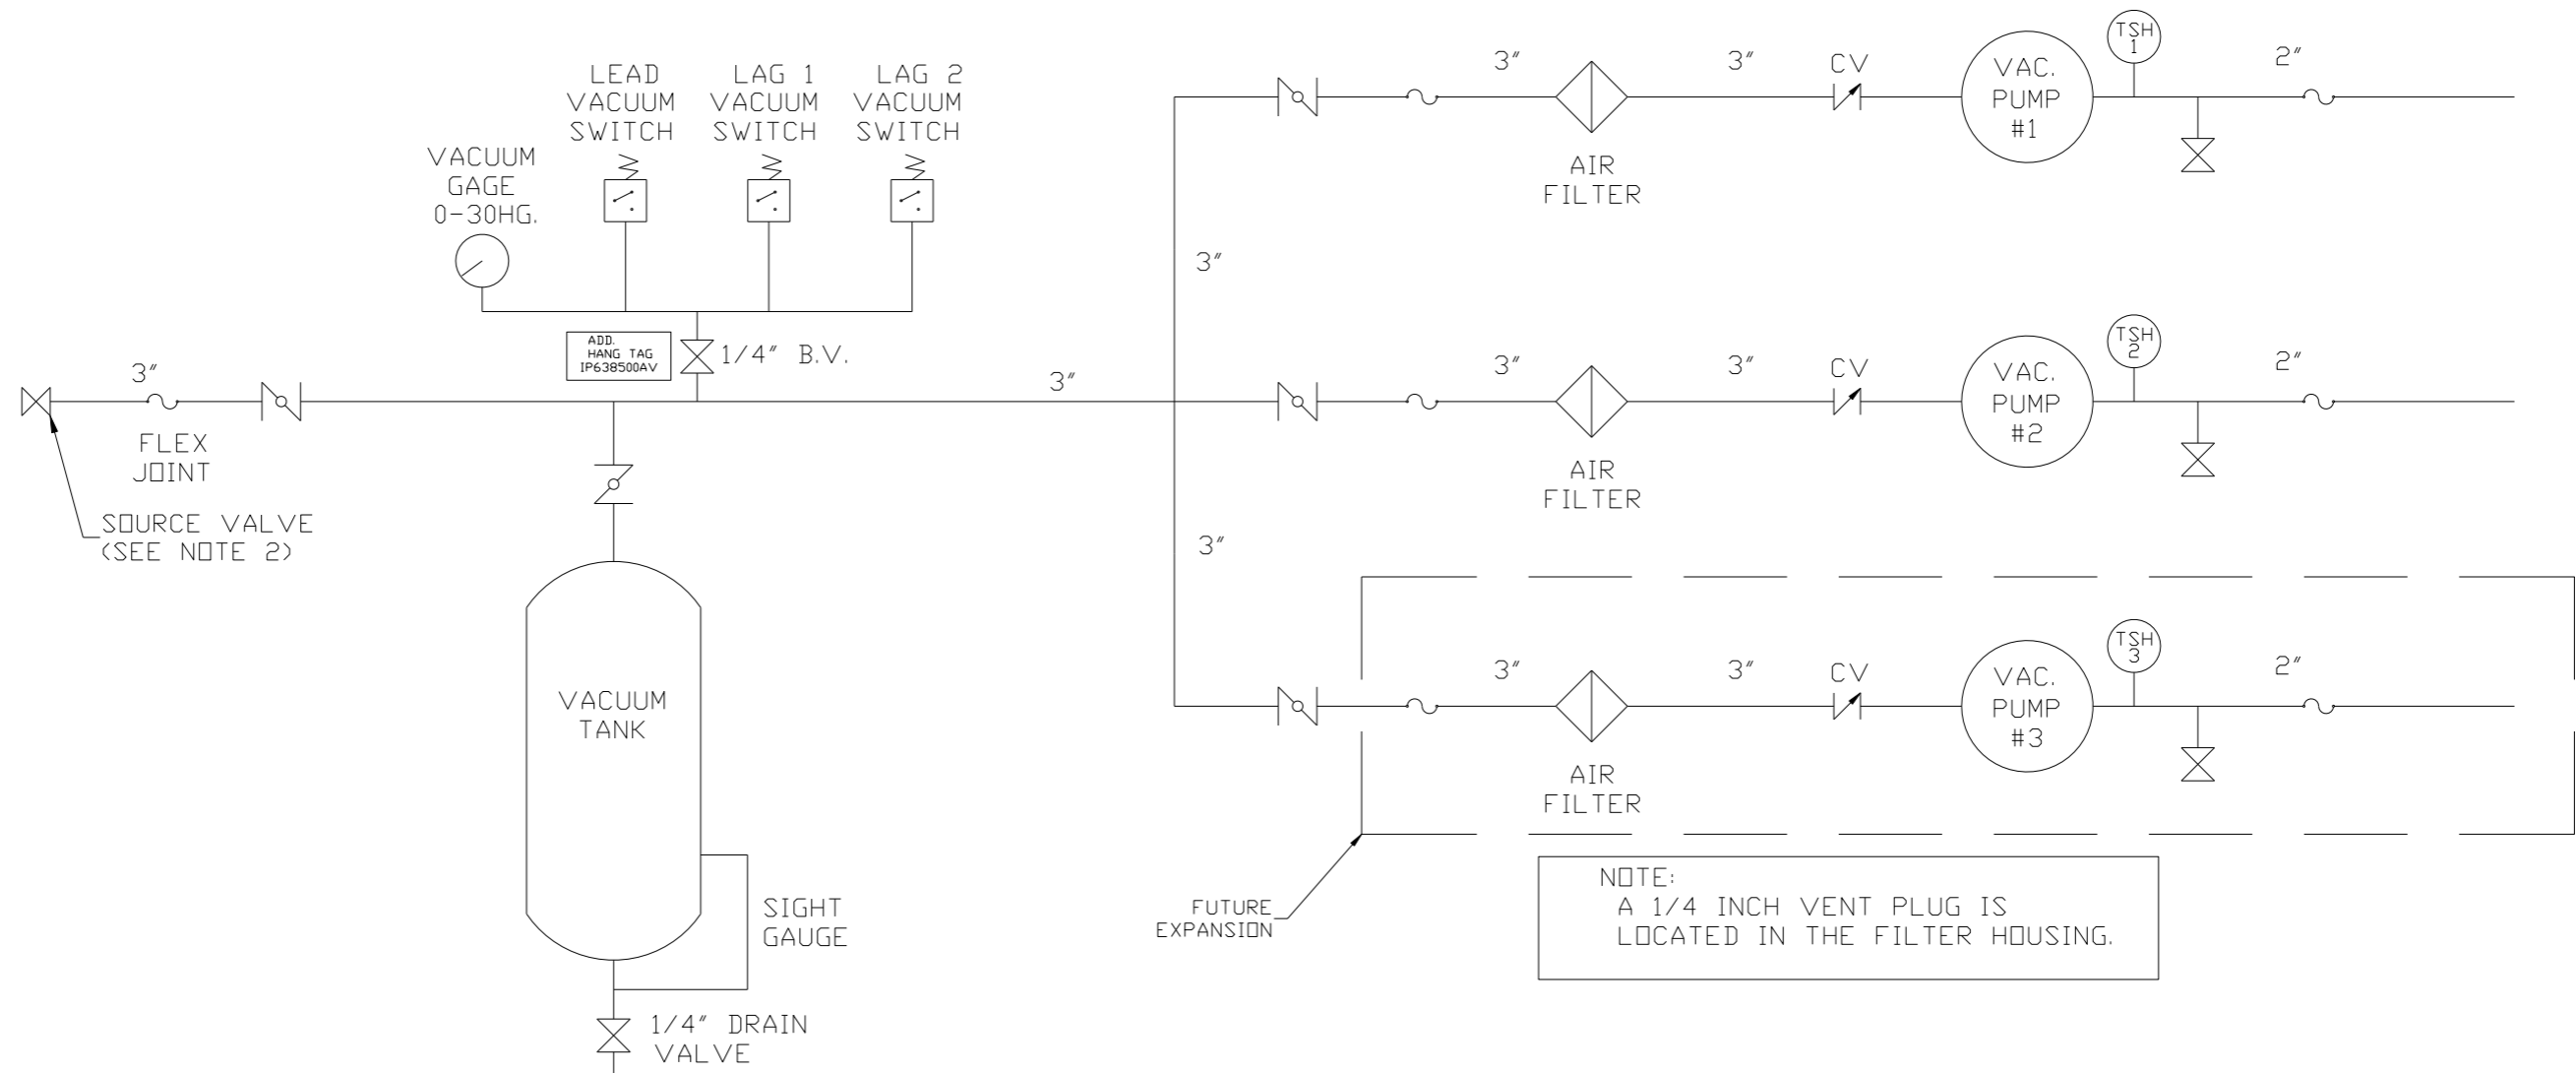 LEAD
VACUUM
SWITCH
LAG 1
VACUUM
SWITCH
LAG 2
VACUUM
SWITCH
VACUUM
GAGE
0-30HG.
ADD.
HANG TAG
IP638500AV
1/4" B.V.
3"
FLEX
JOINT
SOURCE VALVE
(SEE NOTE 2)
3"
VACUUM
TANK
SIGHT
GAUGE
1/4" DRAIN
VALVE
3"
3"
3"
AIR
FILTER
3"
CV
VAC.
PUMP
#1
TSH
1
2"
3"
AIR
FILTER
3"
CV
VAC.
PUMP
#2
TSH
2
2"
3"
AIR
FILTER
3"
CV
VAC.
PUMP
#3
TSH
3
2"
FUTURE
EXPANSION
NOTE:
A 1/4 INCH VENT PLUG IS
LOCATED IN THE FILTER HOUSING.